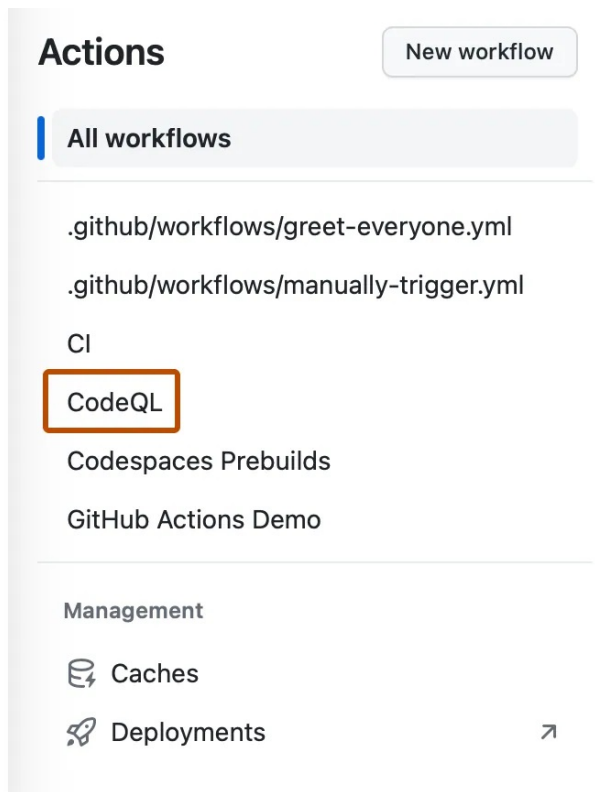 Actions
New workflow
All workflows
.github/workflows/greet-everyone.yml
.github/workflows/manually-trigger.yml
CI
CodeQL
Codespaces Prebuilds
GitHub Actions Demo
Management
Caches
Deployments